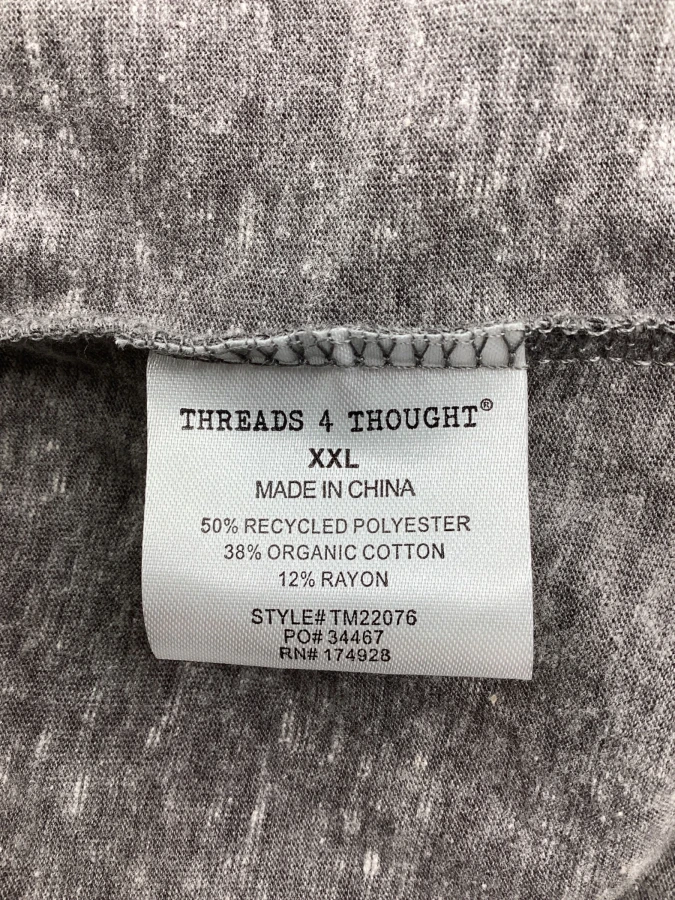 THREADS 4 THOUGHT®
XXL
MADE IN CHINA
50% RECYCLED POLYESTER
38% ORGANIC COTTON
12% RAYON
STYLE# TM22076
PO# 34467
RN# 174928